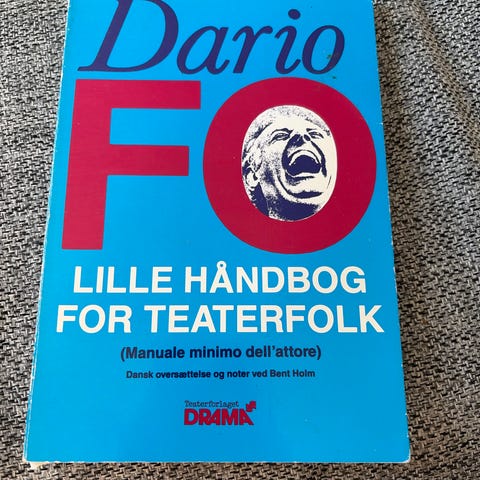 Dario
FO
LILLE HÅNDBOG
FOR TEATERFOLK
(Manuale minimo dell'attore)
Dansk oversættelse og noter ved Bent Holm
Teaterforlaget
DRAMA